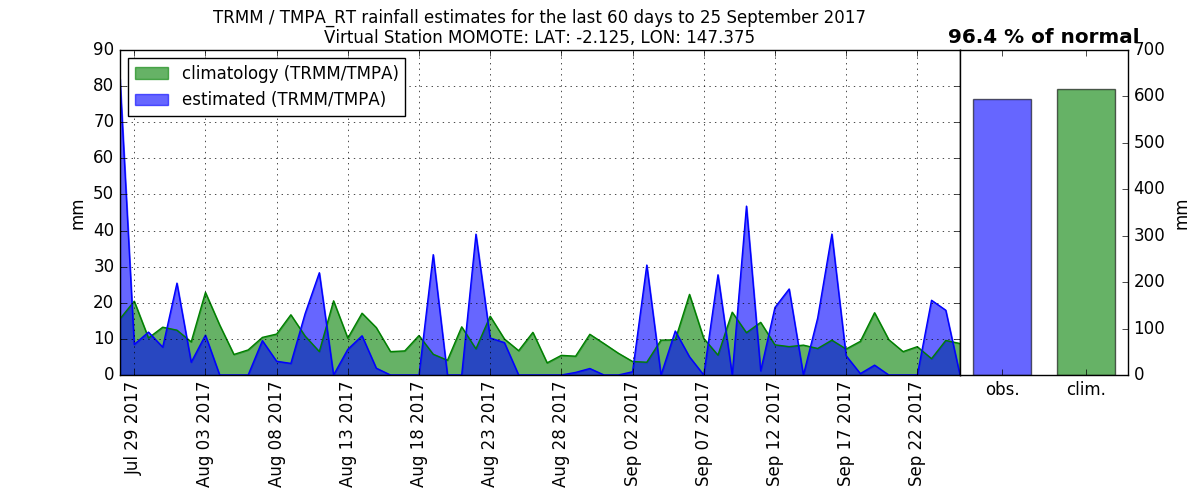 TRMM / TMPA_RT rainfall estimates for the last 60 days to 25 September 2017
Virtual Station MOMOTE: LAT: -2.125, LON: 147.375
96.4 % of normal
climatology (TRMM/TMPA)
estimated (TRMM/TMPA)
90
80
70
60
50
40
30
20
10
0
mm
Jul 29 2017
Aug 03 2017
Aug 08 2017
Aug 13 2017
Aug 18 2017
Aug 23 2017
Aug 28 2017
Sep 02 2017
Sep 07 2017
Sep 12 2017
Sep 17 2017
Sep 22 2017
obs.
clim.
700
600
500
400
300
200
100
0
mm